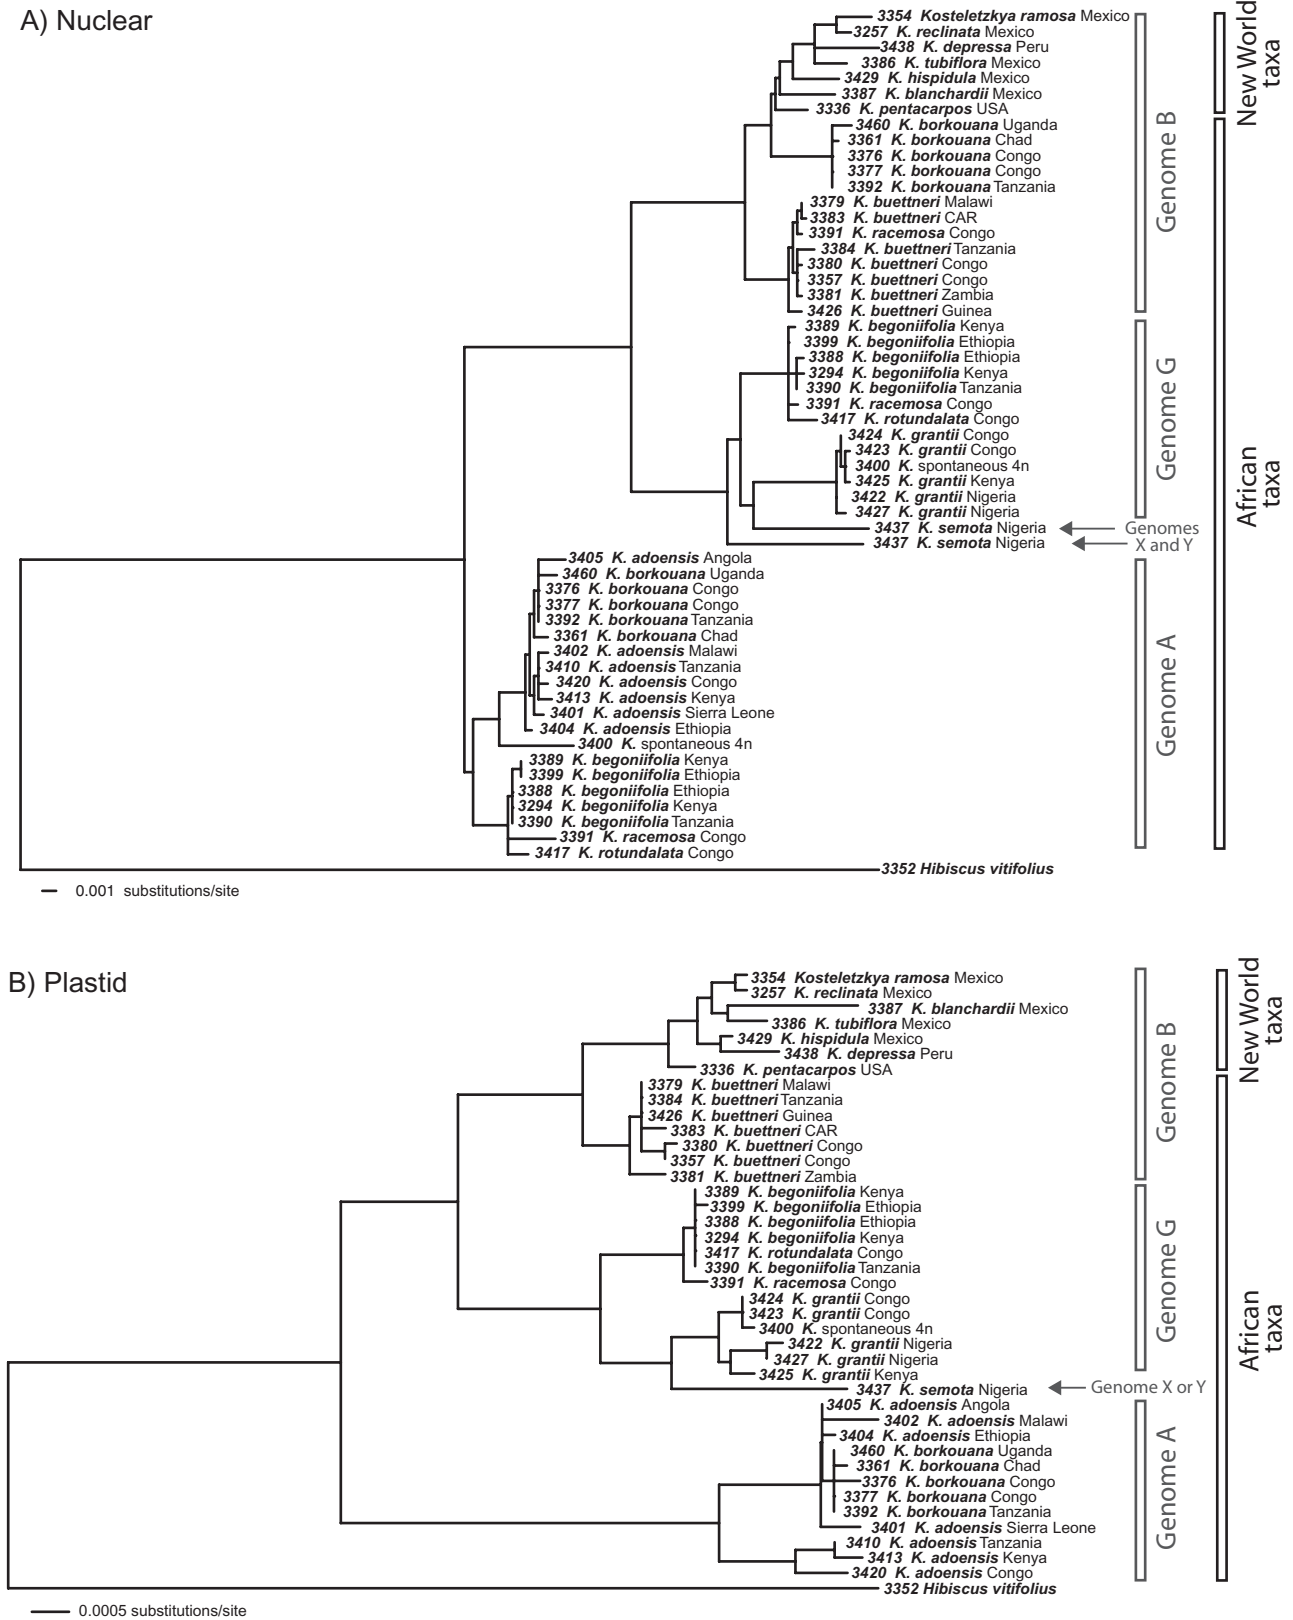 A) Nuclear
3354 Kosteletzkya ramosa Mexico
3257 K. reclinata Mexico
3438 K. depressa Peru
3386 K. tubiflora Mexico
3429 K. hispidula Mexico
3387 K. blanchardii Mexico
3336 K. pentacarpos USA
3460 K. borkouana Uganda
3361 K. borkouana Chad
3376 K. borkouana Congo
3377 K. borkouana Congo
3392 K. borkouana Tanzania
3379 K. buettneri Malawi
3383 K. buettneri CAR
3391 K. racemosa Congo
3384 K. buettneri Tanzania
3380 K. buettneri Congo
3357 K. buettneri Congo
3381 K. buettneri Zambia
3426 K. buettneri Guinea
3389 K. begoniifolia Kenya
3399 K. begoniifolia Ethiopia
3388 K. begoniifolia Ethiopia
3294 K. begoniifolia Kenya
3390 K. begoniifolia Tanzania
3391 K. racemosa Congo
3417 K. rotundalata Congo
3424 K. grantii Congo
3423 K. grantii Congo
3400 K. spontaneous 4n
3425 K. grantii Kenya
3422 K. grantii Nigeria
3427 K. grantii Nigeria
3437 K. semota Nigeria
3437 K. semota Nigeria
3405 K. adoensis Angola
3460 K. borkouana Uganda
3376 K. borkouana Congo
3377 K. borkouana Congo
3392 K. borkouana Tanzania
3361 K. borkouana Chad
3402 K. adoensis Malawi
3410 K. adoensis Tanzania
3420 K. adoensis Congo
3413 K. adoensis Kenya
3401 K. adoensis Sierra Leone
3404 K. adoensis Ethiopia
3400 K. spontaneous 4n
3389 K. begoniifolia Kenya
3399 K. begoniifolia Ethiopia
3388 K. begoniifolia Ethiopia
3294 K. begoniifolia Kenya
3390 K. begoniifolia Tanzania
3391 K. racemosa Congo
3417 K. rotundalata Congo
3352 Hibiscus vitifolius
0.001 substitutions/site
Genome B
Genome G
Genomes
X and Y
Genome A
New World
taxa
African
taxa
B) Plastid
3354 Kosteletzkya ramosa Mexico
3257 K. reclinata Mexico
3387 K. blanchardii Mexico
3386 K. tubiflora Mexico
3429 K. hispidula Mexico
3438 K. depressa Peru
3336 K. pentacarpos USA
3379 K. buettneri Malawi
3384 K. buettneri Tanzania
3426 K. buettneri Guinea
3383 K. buettneri CAR
3380 K. buettneri Congo
3357 K. buettneri Congo
3381 K. buettneri Zambia
3389 K. begoniifolia Kenya
3399 K. begoniifolia Ethiopia
3388 K. begoniifolia Ethiopia
3294 K. begoniifolia Kenya
3417 K. rotundalata Congo
3390 K. begoniifolia Tanzania
3391 K. racemosa Congo
3424 K. grantii Congo
3423 K. grantii Congo
3400 K. spontaneous 4n
3422 K. grantii Nigeria
3427 K. grantii Nigeria
3425 K. grantii Kenya
3437 K. semota Nigeria
3405 K. adoensis Angola
3402 K. adoensis Malawi
3404 K. adoensis Ethiopia
3460 K. borkouana Uganda
3361 K. borkouana Chad
3376 K. borkouana Congo
3377 K. borkouana Congo
3392 K. borkouana Tanzania
3401 K. adoensis Sierra Leone
3410 K. adoensis Tanzania
3413 K. adoensis Kenya
3420 K. adoensis Congo
3352 Hibiscus vitifolius
0.0005 substitutions/site
Genome B
Genome G
Genome X or Y
Genome A
New World
taxa
African
taxa